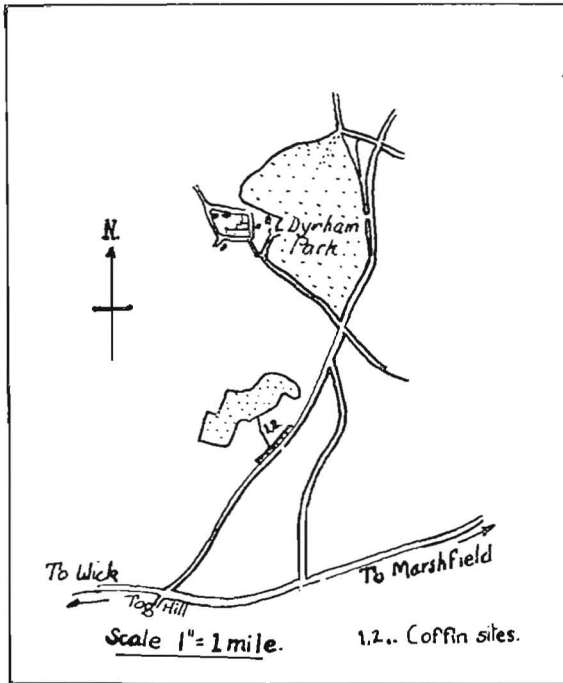 N.
Dyrham
Park
1.2
To Wick
Tog Hill
To Marshfield
Scale 1"= 1 mile.
1.2.. Coffin sites.